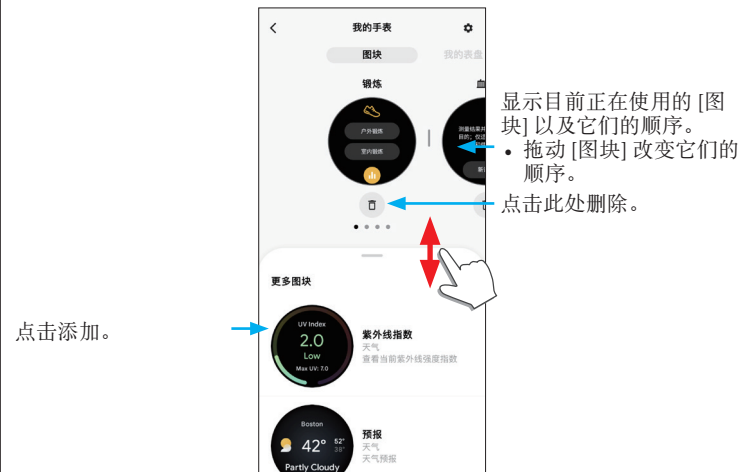 我的手表
图块
我的表盘
锻炼
户外锻炼
室内锻炼
显示目前正在使用的 [图
块] 以及它们的顺序。
• 拖动 [图块] 改变它们的
顺序。
点击此处删除。
更多图块
点击添加。
UV Index
2.0
Low
Max UV: 7.0
紫外线指数
天气
查看当前紫外线强度指数
Boston
42° 52°
38°
Partly Cloudy
预报
天气
天气预报